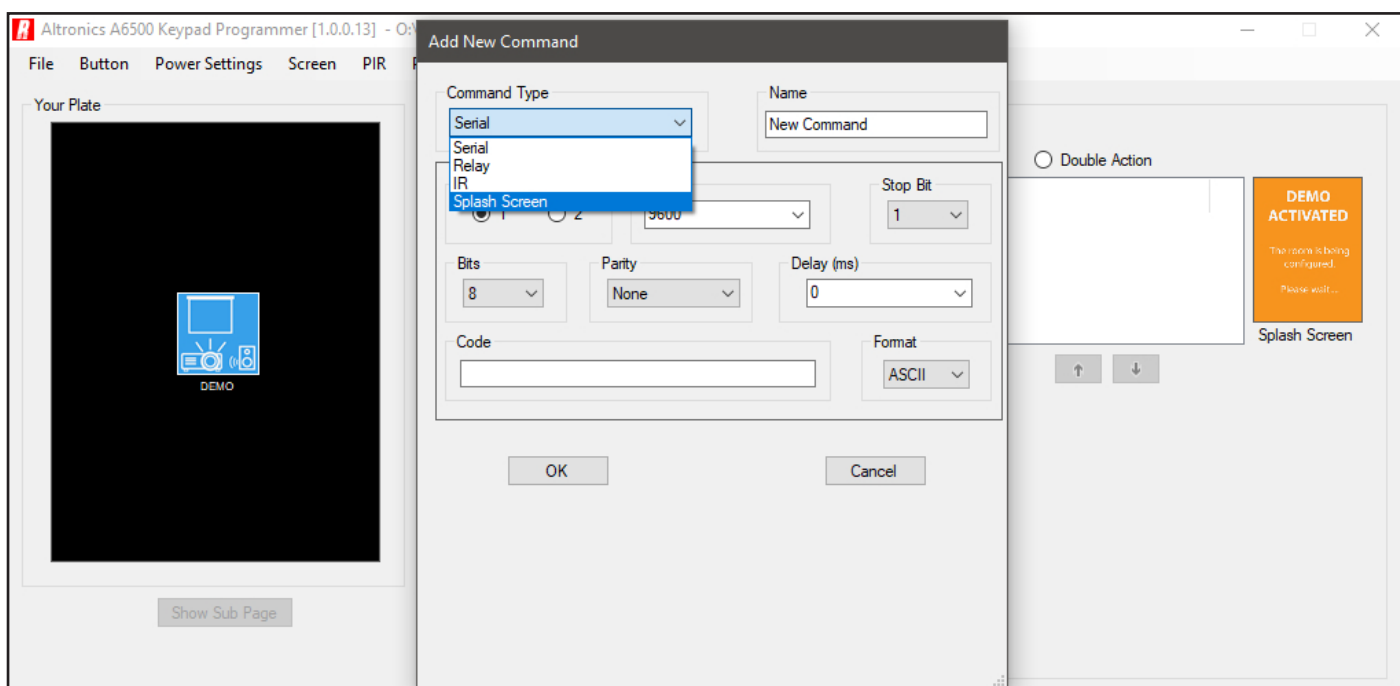 Altronics A6500 Keypad Programmer [1.0.0.13] - O:\
Add New Command
File Button Power Settings Screen PIR
Your Plate
Command Type
Name
Serial
New Command
Serial
Relay
IR
Splash Screen
Double Action
1 2
9600
Stop Bit
1
DEMO
ACTIVATED
The room is being
configured.
Please wait...
Splash Screen
Bits
Parity
Delay (ms)
8
None
0
Code
Format
ASCII
DEMO
OK
Cancel
Show Sub Page